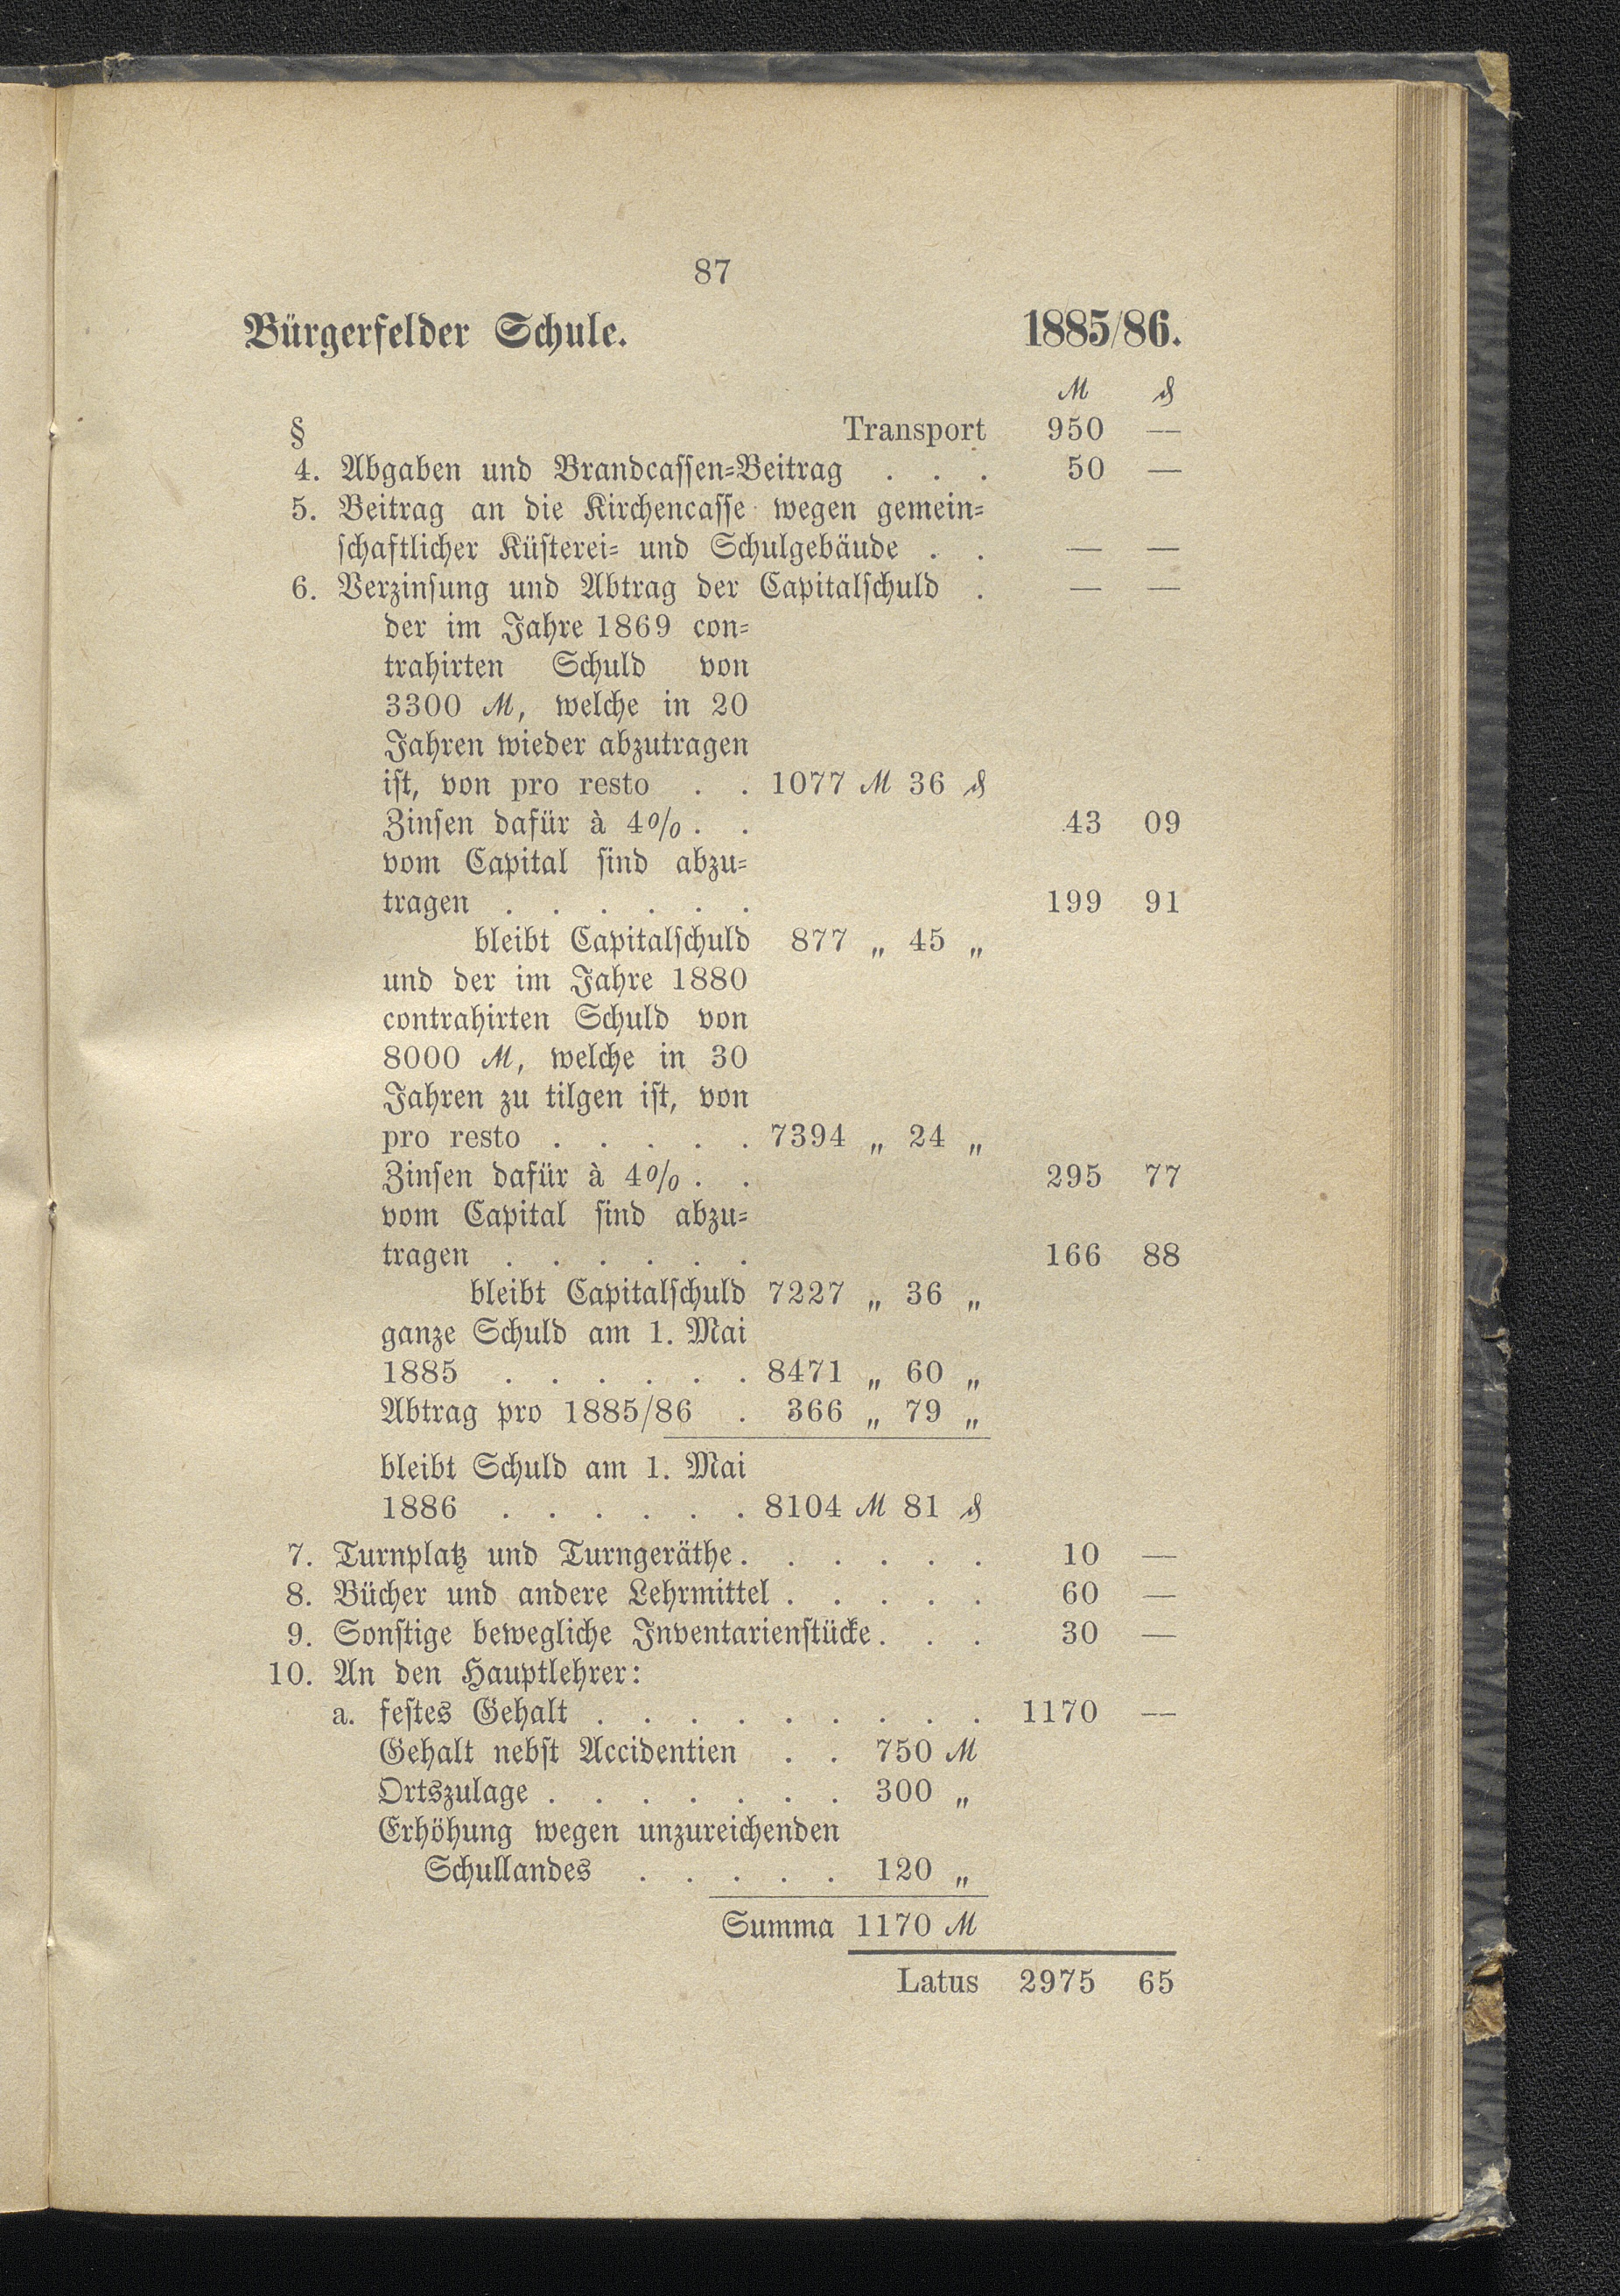 87
Bürgerfelder Schule. 1885/86.
ℳ ₰
§ Transport 950 —
4. Abgaben und Brandcassen-Beitrag . . . 50 —
5. Beitrag an die Kirchencasse wegen gemein-
schaftlicher Küsterei- und Schulgebäude . . — —
6. Verzinsung und Abtrag der Capitalschuld . — —
der im Jahre 1869 con-
trahirten Schuld von
3300 ℳ, welche in 20
Jahren wieder abzutragen
ist, von pro resto . . 1077 ℳ 36 ₰
Zinsen dafür à 4% . . 43 09
vom Capital sind abzu-
tragen . . . . . . 199 91
bleibt Capitalschuld 877 „ 45 „
und der im Jahre 1880
contrahirten Schuld von
8000 ℳ, welche in 30
Jahren zu tilgen ist, von
pro resto . . . . . 7394 „ 24 „
Zinsen dafür à 4% . . 295 77
vom Capital sind abzu-
tragen . . . . . . 166 88
bleibt Capitalschuld 7227 „ 36 „
ganze Schuld am 1. Mai
1885 . . . . . . 8471 „ 60 „
Abtrag pro 1885/86 . 366 „ 79 „
bleibt Schuld am 1. Mai
1886 . . . . . . 8104 ℳ 81 ₰
7. Turnplatz und Turngeräthe . . . . . . 10 —
8. Bücher und andere Lehrmittel . . . . . 60 —
9. Sonstige bewegliche Inventarienstücke . . . 30 —
10. An den Hauptlehrer:
a. festes Gehalt . . . . . . . . . 1170 —
Gehalt nebst Accidentien . . 750 ℳ
Ortszulage . . . . . . . 300 „
Erhöhung wegen unzureichenden
Schullandes . . . . . 120 „
Summa 1170 ℳ
Latus 2975 65